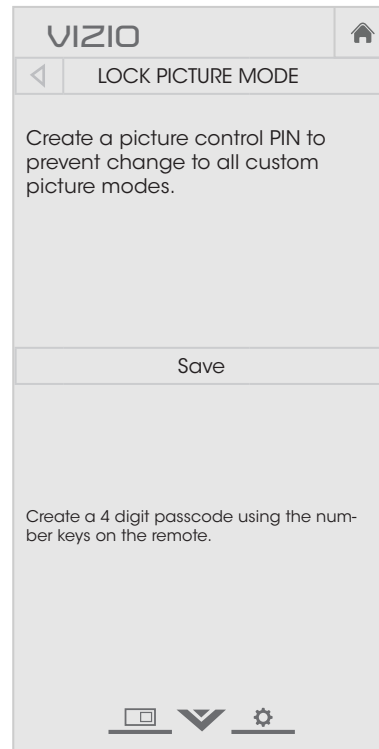 VIZIO
LOCK PICTURE MODE
Create a picture control PIN to
prevent change to all custom
picture modes.
Save
Create a 4 digit passcode using the num-
ber keys on the remote.